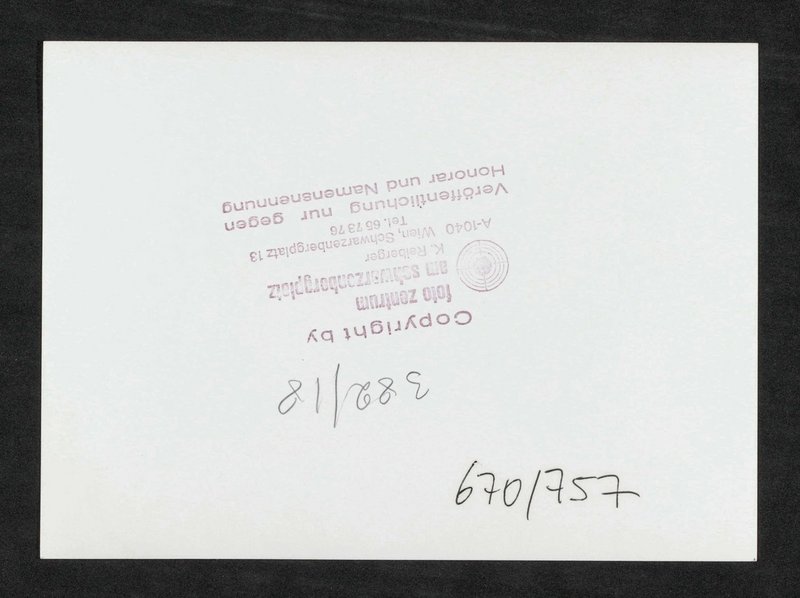 Copyright by
foto zentrum
am schwarzenbergplatz
K. Reiberger
A-1040 Wien, Schwarzenbergplatz 13
Tel. 65 73 76
Veröffentlichung nur gegen
Honorar und Namensnennung
382/18
670/757